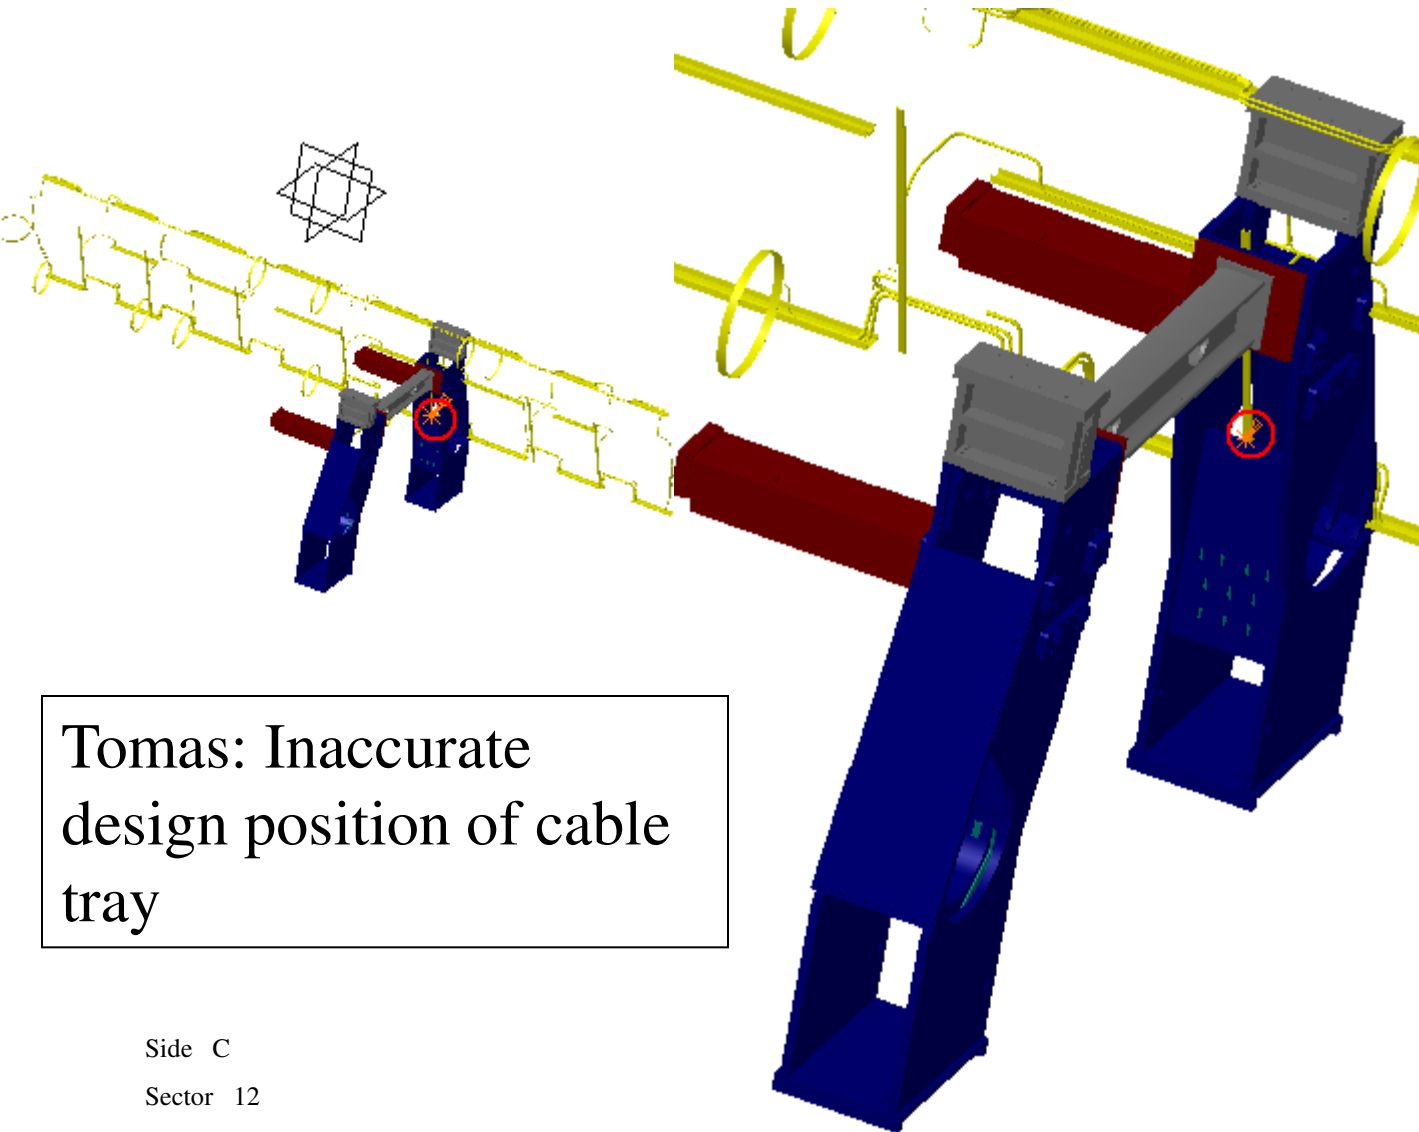 Tomas: Inaccurate
design position of cable
tray
Side C
Sector 12